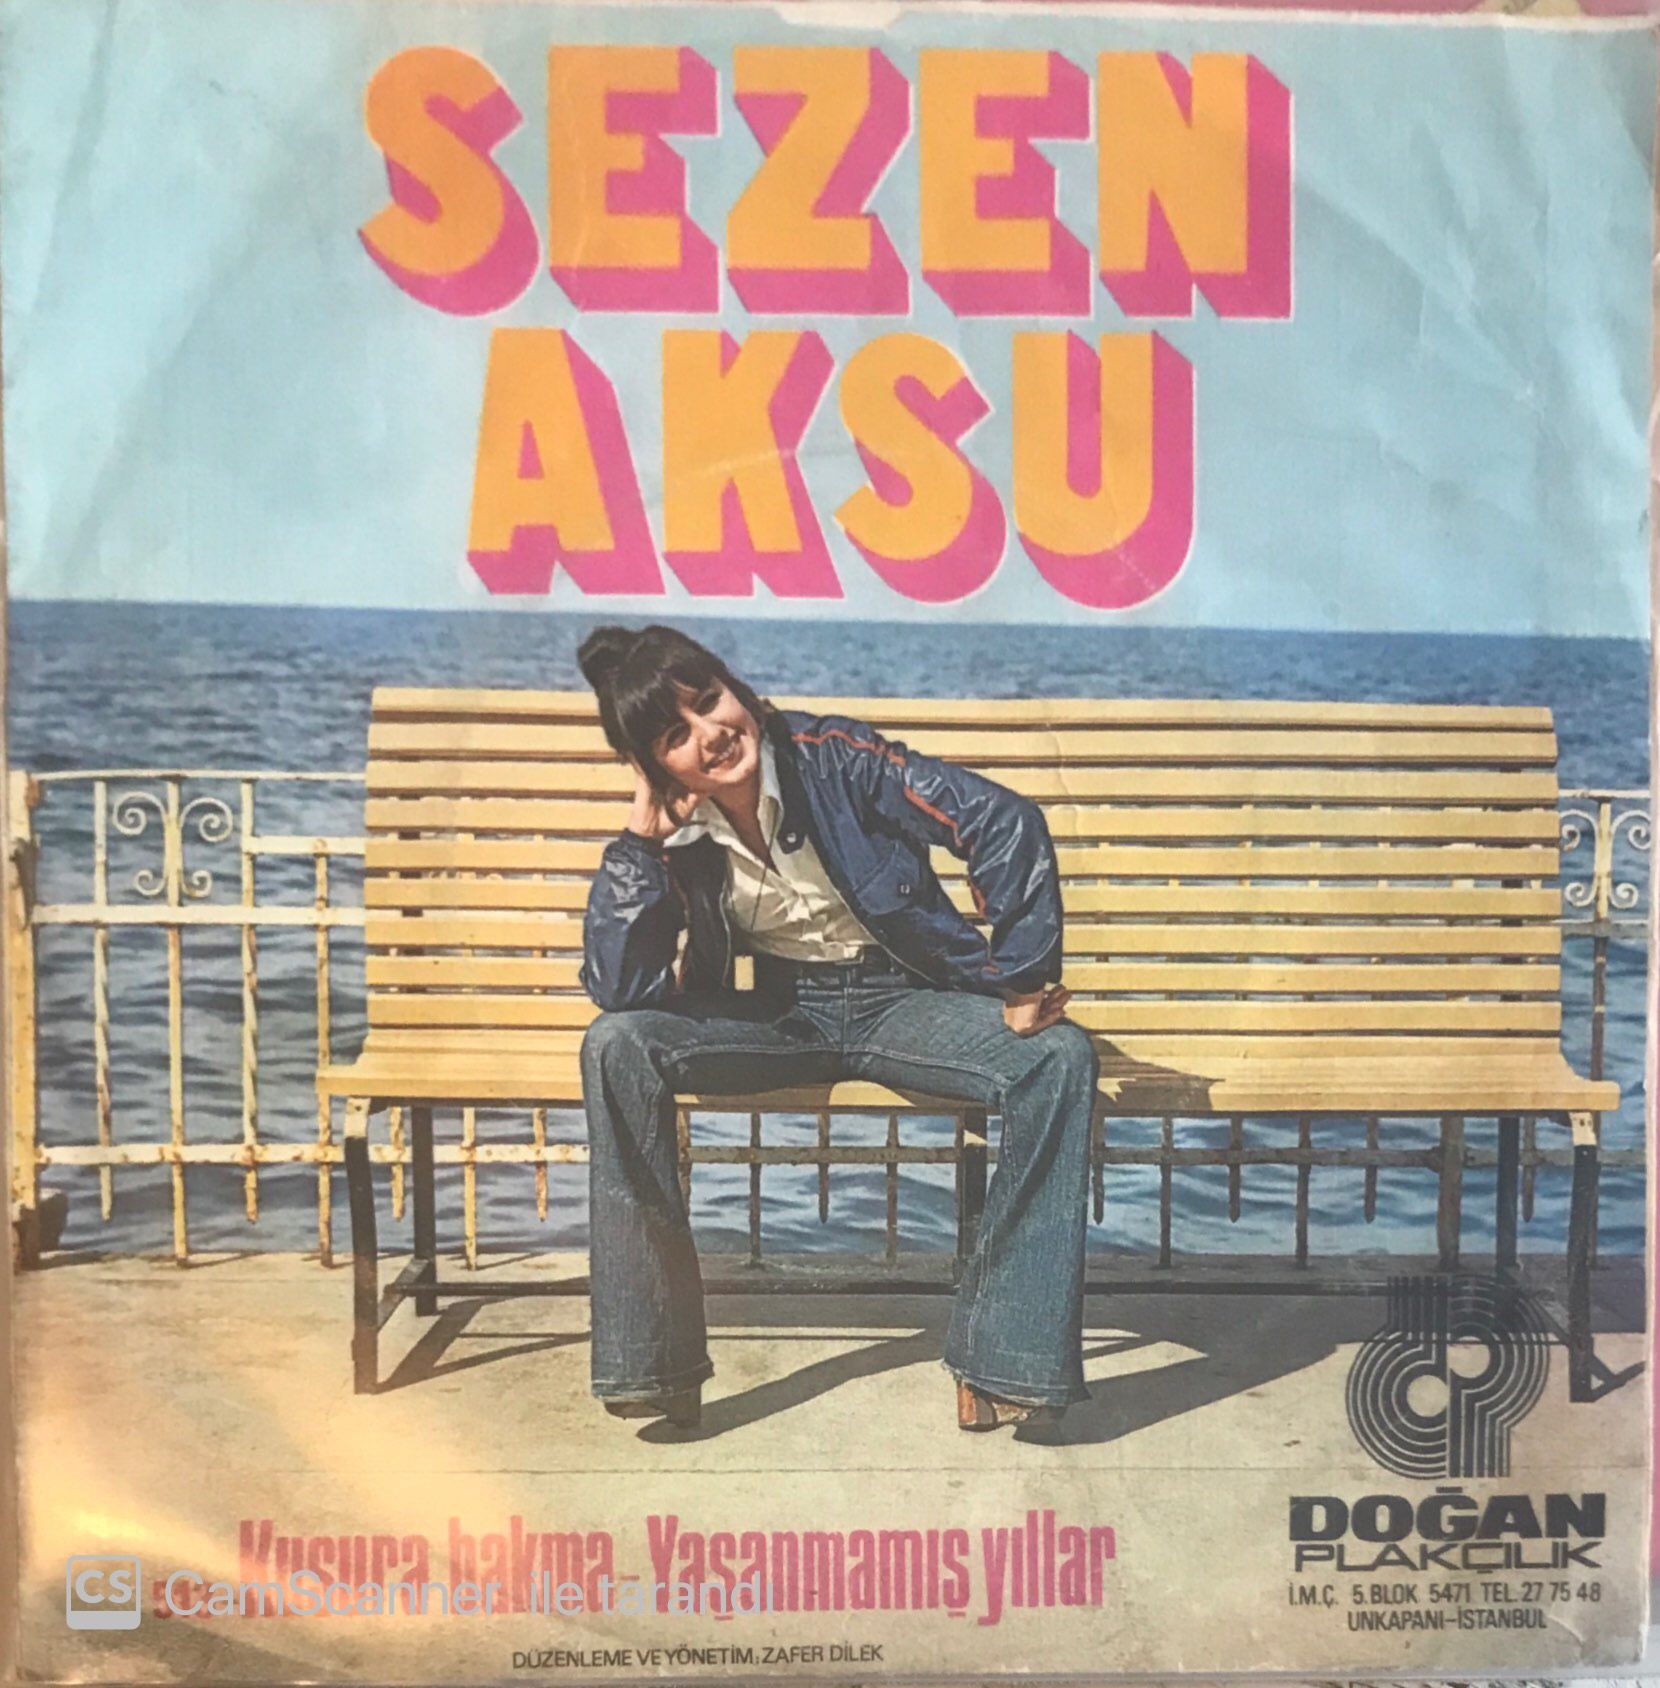 SEZEN
AKSU
Kusura bakma - Yaşanmamış yıllar
CS CamScanner ile tarandı
DÜZENLEME VE YÖNETİM: ZAFER DİLEK
DOĞAN
PLAKÇILIK
İ.M.Ç. 5.BLOK 5471 TEL.27 75 48
UNKAPANI-İSTANBUL